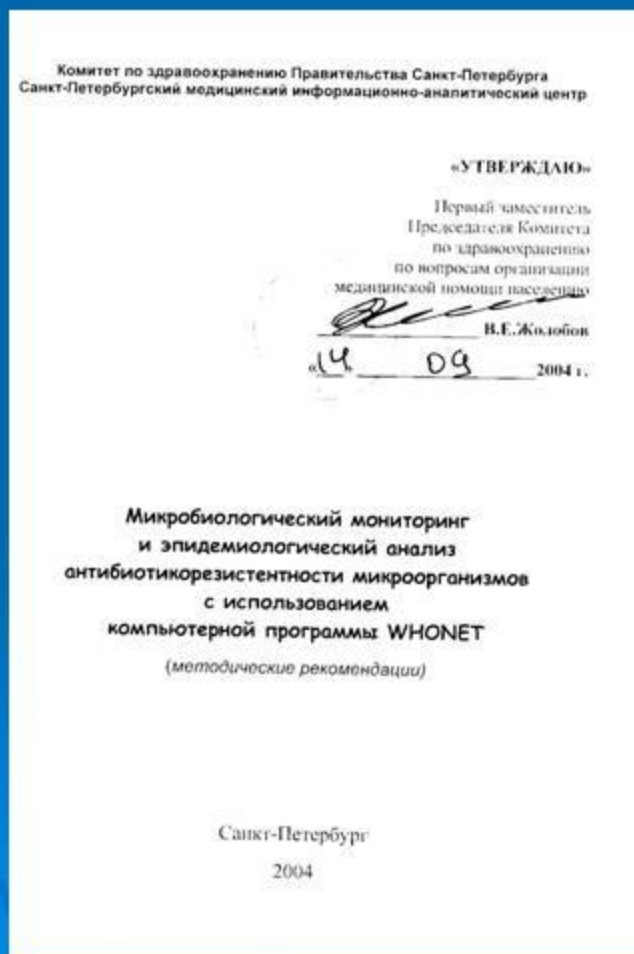 Комитет по здравоохранению Правительства Санкт-Петербурга
Санкт-Петербургский медицинский информационно-аналитический центр
«УТВЕРЖДАЮ»
Первый заместитель
Председателя Комитета
по здравоохранению
по вопросам организации
медицинской помощи населению
В.Е.Жолобов
«14» 09 2004 г.
Микробиологический мониторинг
и эпидемиологический анализ
антибиотикорезистентности микроорганизмов
с использованием
компьютерной программы WHONET
(методические рекомендации)
Санкт-Петербург
2004